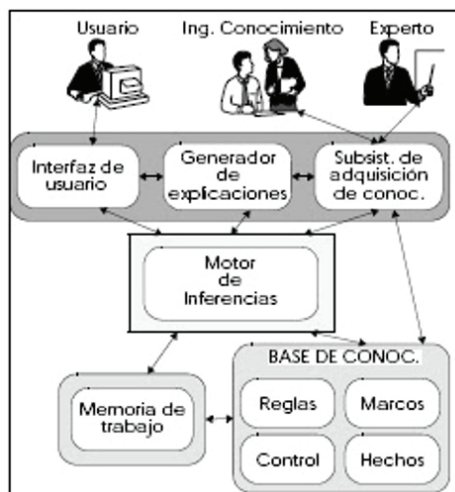 Usuario
Ing. Conocimiento
Experto
Interfaz de
usuario
Generador
de
explicaciones
Subsist. de
adquisición
de conoc.
Motor
de
Inferencias
BASE DE CONOC.
Memoria de
trabajo
Reglas
Marcos
Control
Hechos